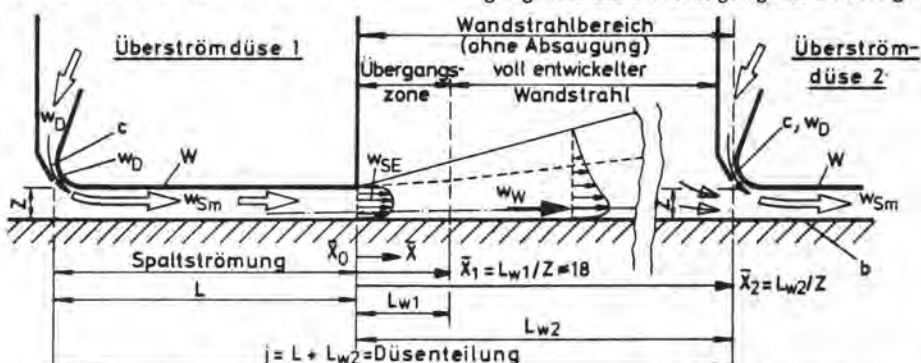 Wandstrahlbereich
(ohne Absaugung)
Überströmdüse 1
Überström-
düse 2
Übergangs-
zone
voll entwickelter
Wandstrahl
w_D
c
w_D
W
w_SE
c, w_D
W
Z
w_Sm
w_W
Z
w_Sm
Spaltströmung
x̄_0
x̄
x̄_1 = L_w1/Z ≈ 18
b
L
L_w1
x̄_2 = L_w2/Z
L_w2
j = L + L_w2 = Düsenteilung